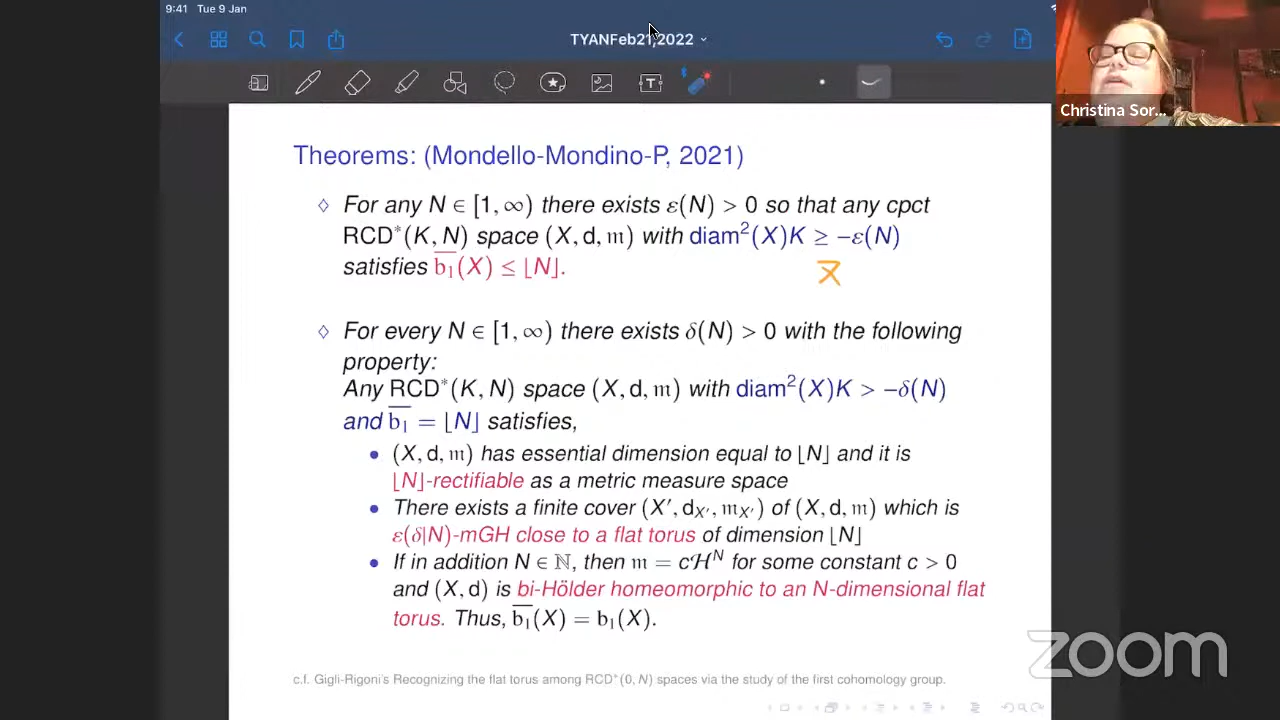 9:41 Tue 9 Jan
TYANFeb21,2022
Christina Sor...
Theorems: (Mondello-Mondino-P, 2021)
◇ For any N ∈ [1, ∞) there exists ε(N) > 0 so that any cpct
RCD*(K, N) space (X, d, 𝔪) with diam²(X)K ≥ −ε(N)
satisfies b̅₁(X) ≤ ⌊N⌋.
◇ For every N ∈ [1, ∞) there exists δ(N) > 0 with the following
property:
Any RCD*(K, N) space (X, d, 𝔪) with diam²(X)K > −δ(N)
and b̅₁ = ⌊N⌋ satisfies,
• (X, d, 𝔪) has essential dimension equal to ⌊N⌋ and it is
⌊N⌋-rectifiable as a metric measure space
• There exists a finite cover (X′, d_X′, 𝔪_X′) of (X, d, 𝔪) which is
ε(δ|N)-mGH close to a flat torus of dimension ⌊N⌋
• If in addition N ∈ ℕ, then 𝔪 = cℋᴺ for some constant c > 0
and (X, d) is bi-Hölder homeomorphic to an N-dimensional flat
torus. Thus, b̅₁(X) = b₁(X).
zoom
c.f. Gigli-Rigoni's Recognizing the flat torus among RCD*(0, N) spaces via the study of the first cohomology group.